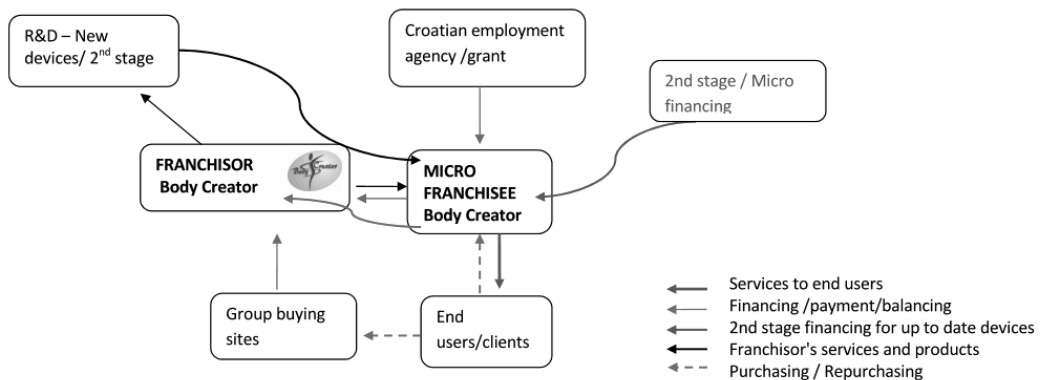 R&D – New
devices/ 2nd stage
Croatian employment
agency /grant
2nd stage / Micro
financing
FRANCHISOR
Body Creator
Body Creator
MICRO
FRANCHISEE
Body Creator
Group buying
sites
End
users/clients
Services to end users
Financing /payment/balancing
2nd stage financing for up to date devices
Franchisor's services and products
Purchasing / Repurchasing